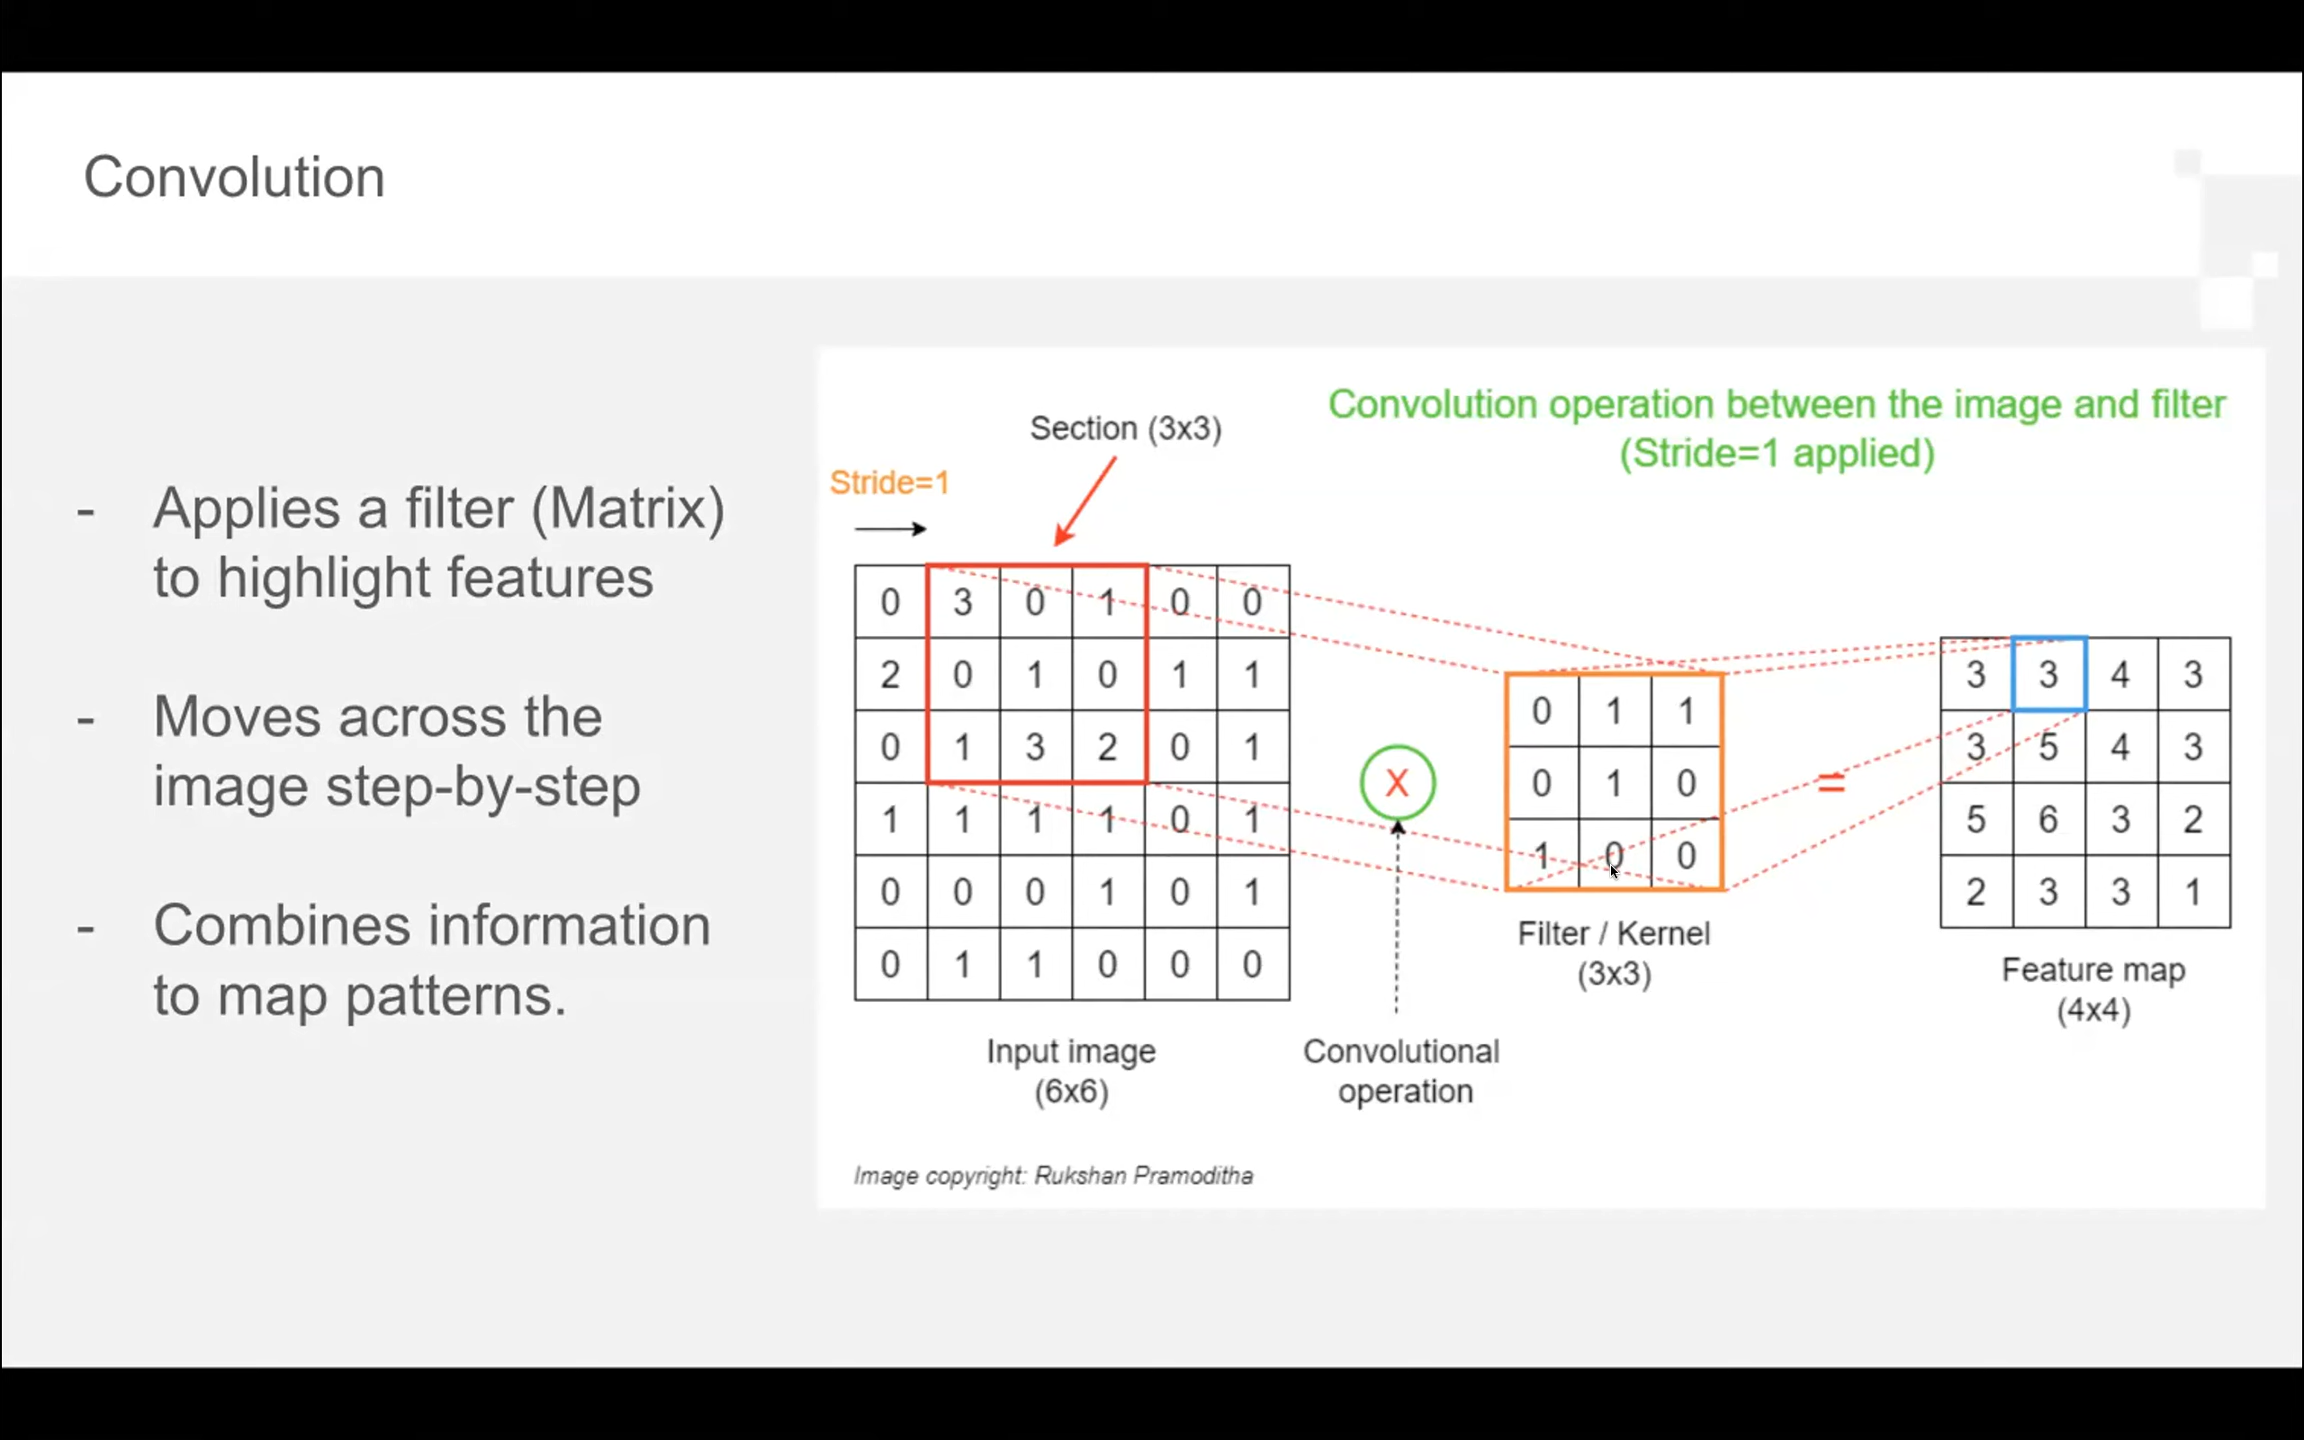 Convolution
- Applies a filter (Matrix)
to highlight features
- Moves across the
image step-by-step
- Combines information
to map patterns.
Convolution operation between the image and filter
(Stride=1 applied)
Section (3x3)
Stride=1
0 3 0 1 0 0
2 0 1 0 1 1
0 1 3 2 0 1
1 1 1 1 0 1
0 0 0 1 0 1
0 1 1 0 0 0
Input image
(6x6)
X
Convolutional
operation
0 1 1
0 1 0
1 0 0
Filter / Kernel
(3x3)
=
3 3 4 3
3 5 4 3
5 6 3 2
2 3 3 1
Feature map
(4x4)
Image copyright: Rukshan Pramoditha